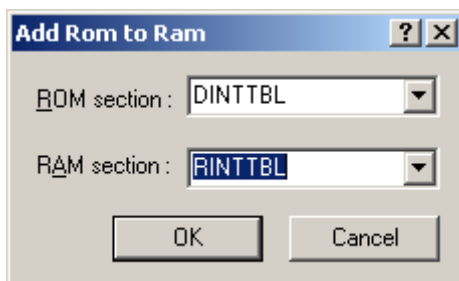 Add Rom to Ram
ROM section : DINTTBL
RAM section : RINTTBL
OK Cancel